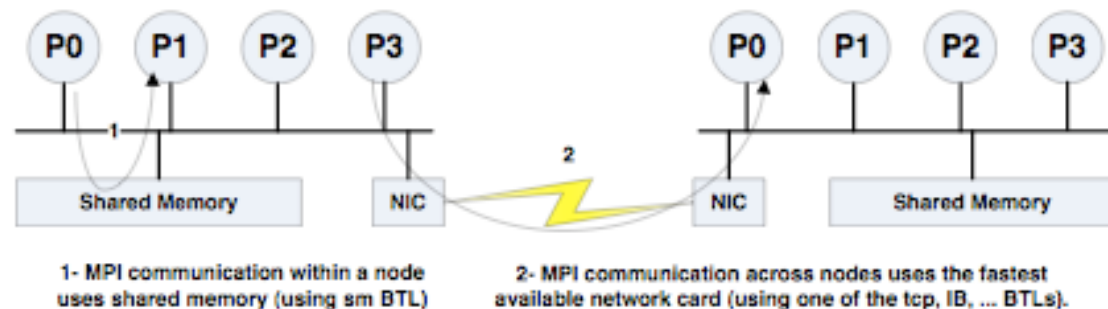 P0 P1 P2 P3 P0 P1 P2 P3
1
2
Shared Memory NIC NIC Shared Memory
1- MPI communication within a node
uses shared memory (using sm BTL)
2- MPI communication across nodes uses the fastest
available network card (using one of the tcp, IB, ... BTLs).